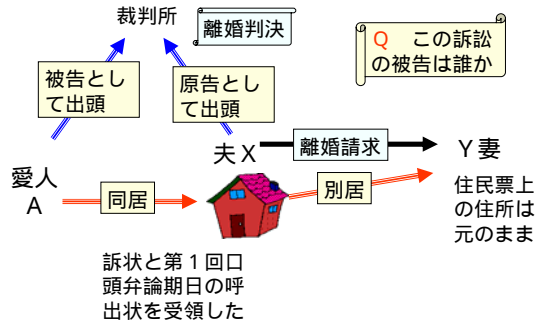 裁判所
離婚判決
Q この訴訟
の被告は誰か
被告とし
て出頭
原告とし
て出頭
夫X
離婚請求
Y妻
愛人
A
同居
別居
住民票上
の住所は
元のまま
訴状と第1回口
頭弁論期日の呼
出状を受領した